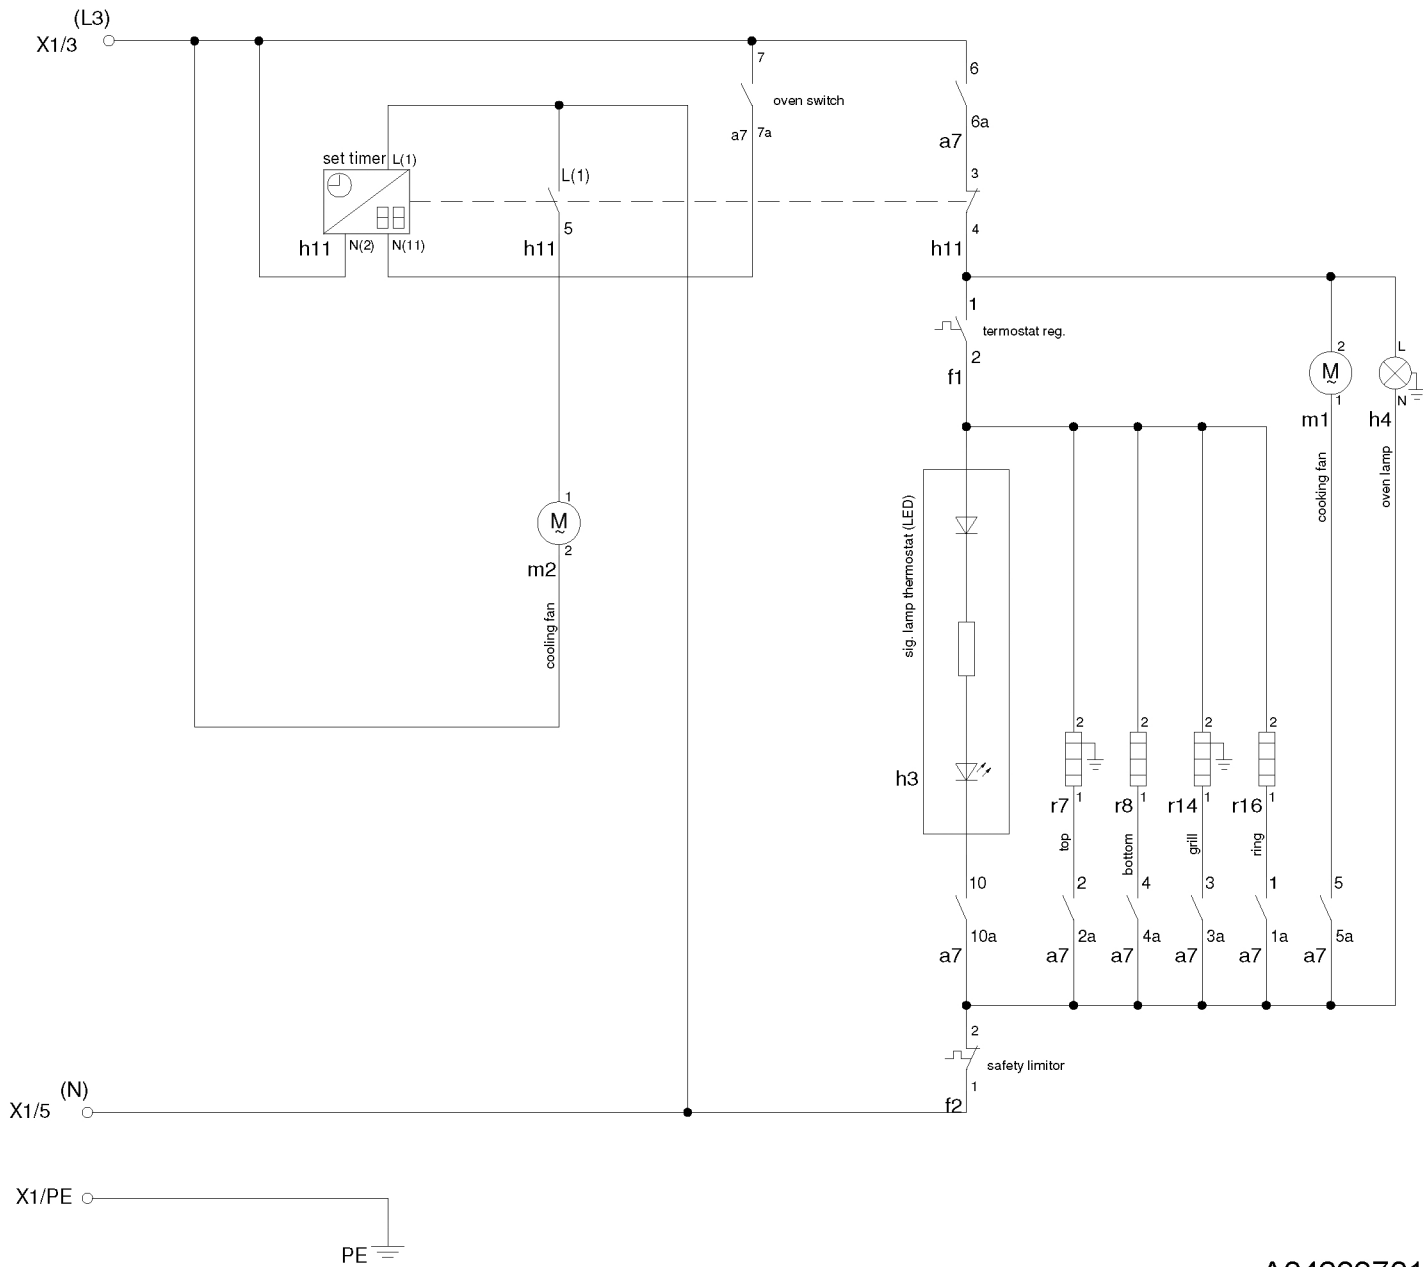 (L3)
X1/3
7
oven switch
a7 7a
6
6a
a7
set timer L(1)
L(1)
3
h11 N(2) N(11)
5
h11
4
h11
1
termostat reg.
2
f1
2
M
~
1
m1
cooking fan
L
N
h4
oven lamp
1
M
~
2
m2
cooling fan
sig. lamp thermostat (LED)
h3
2 2 2 2
1 1 1 1
r7 r8 r14 r16
top bottom grill ring
10 2 4 3 1 5
10a 2a 4a 3a 1a 5a
a7 a7 a7 a7 a7 a7
2
safety limitor
1
f2
(N)
X1/5
X1/PE
PE